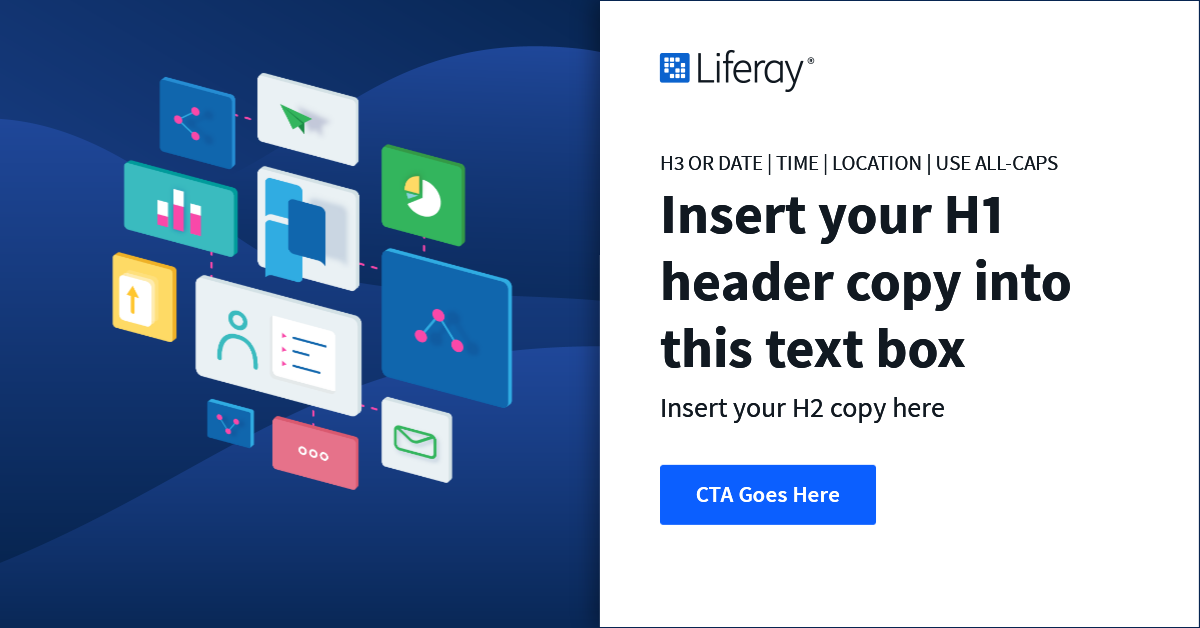 Liferay®
H3 OR DATE | TIME | LOCATION | USE ALL-CAPS
Insert your H1
header copy into
this text box
Insert your H2 copy here
CTA Goes Here